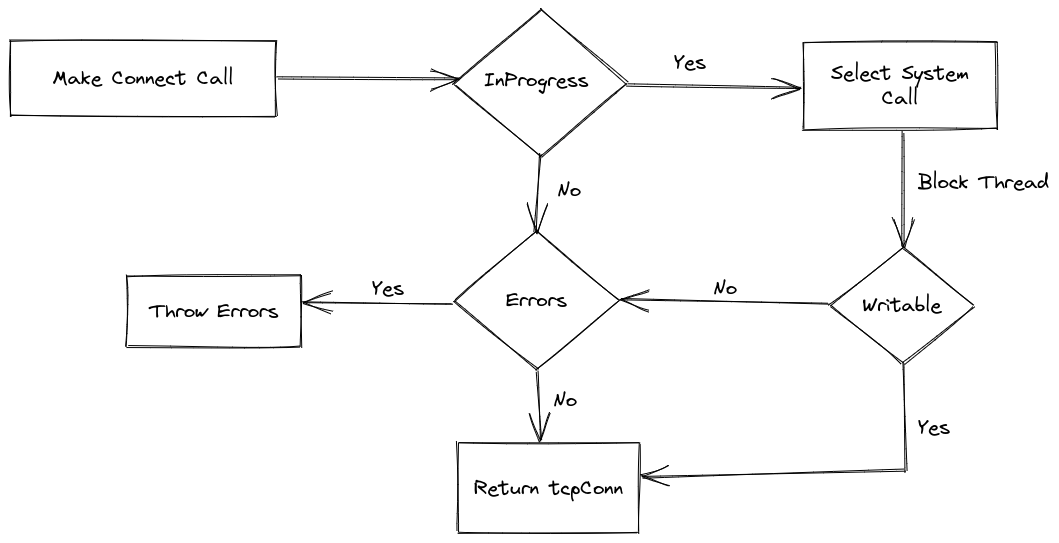 Make Connect Call
InProgress
Yes
Select System
Call
Block Thread
No
Throw Errors
Yes
Errors
No
Writable
No
Yes
Return tcpConn